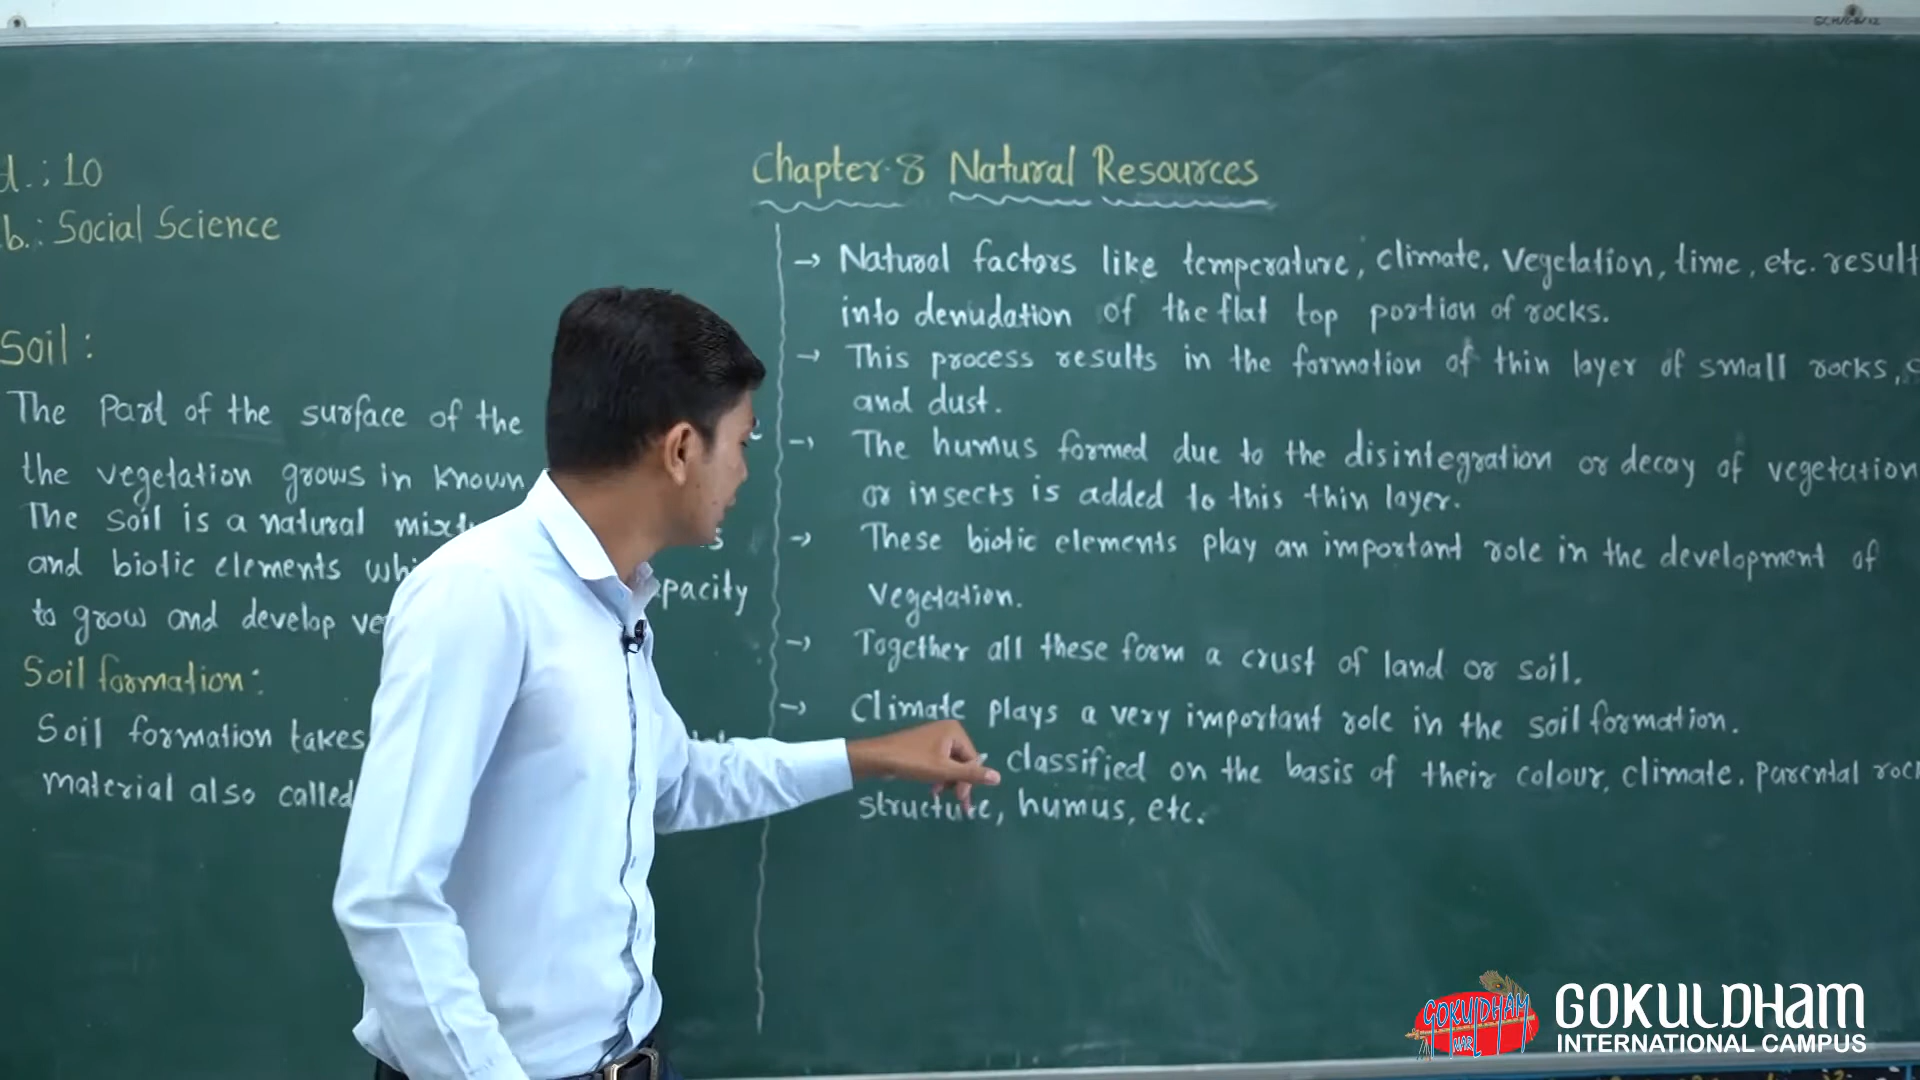 Chapter-8 Natural Resources
d.: 10
b.: Social Science
Soil:
The Part of the surface of the
the vegetation grows in known
The soil is a natural
and biotic elements
to grow and develop
pacity
Soil formation:
Soil formation takes
material also called
→ Natural factors like temperature, climate, vegetation, time, etc. result
into denudation of the flat top portion of rocks.
→ This process results in the formation of thin layer of small rocks,
and dust.
→ The humus formed due to the disintegration or decay of vegetation
or insects is added to this thin layer.
→ These biotic elements play an important role in the development of
vegetation.
→ Together all these form a crust of land or soil.
→ Climate plays a very important role in the soil formation.
classified on the basis of their colour, climate, parental rock
structure, humus, etc.
GOKULDHAM NAR
GOKULDHAM
INTERNATIONAL CAMPUS